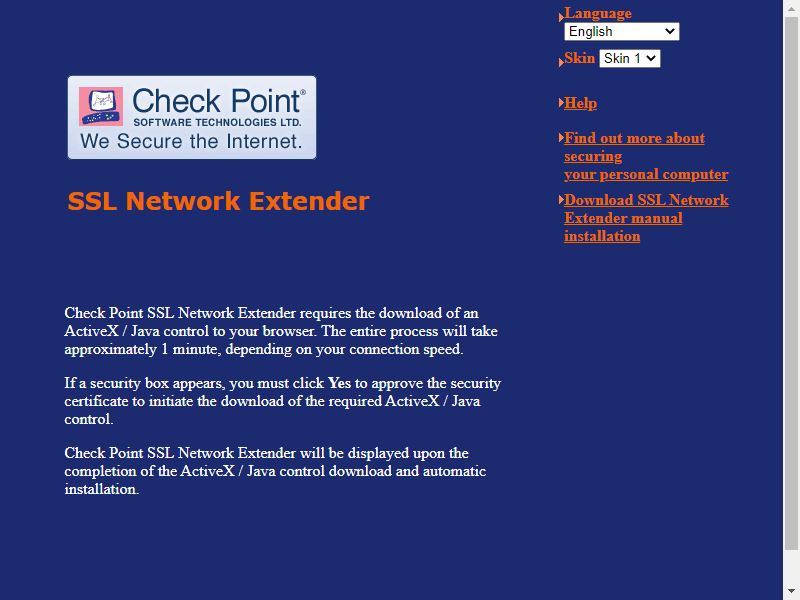 Language
English
Skin Skin 1
Help
Find out more about
securing
your personal computer
Download SSL Network
Extender manual
installation
Check Point®
SOFTWARE TECHNOLOGIES LTD.
We Secure the Internet.
SSL Network Extender
Check Point SSL Network Extender requires the download of an
ActiveX / Java control to your browser. The entire process will take
approximately 1 minute, depending on your connection speed.
If a security box appears, you must click Yes to approve the security
certificate to initiate the download of the required ActiveX / Java
control.
Check Point SSL Network Extender will be displayed upon the
completion of the ActiveX / Java control download and automatic
installation.